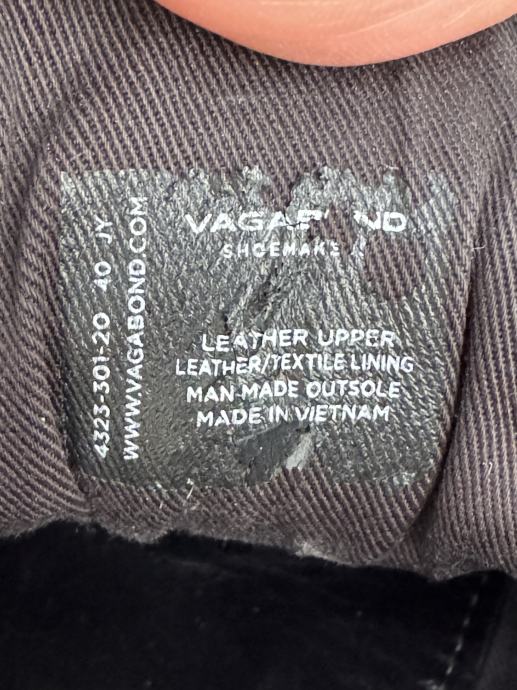 VAGAB ND
SHOEMAKE
LEATHER UPPER
LEATHER/TEXTILE LINING
MAN MADE OUTSOLE
MADE IN VIETNAM
4323-301-20 40 JY
WWW.VAGABOND.COM